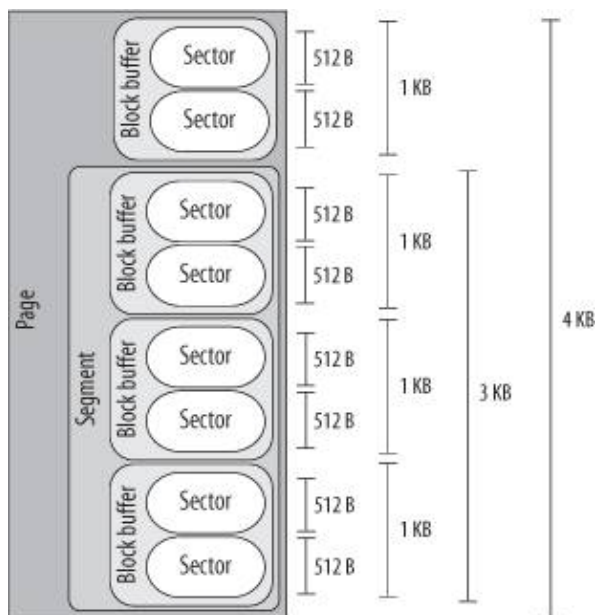 Page
Segment
Block buffer
Sector
Sector
512 B
512 B
1 KB
Block buffer
Sector
Sector
512 B
512 B
1 KB
Block buffer
Sector
Sector
512 B
512 B
1 KB
Block buffer
Sector
Sector
512 B
512 B
1 KB
3 KB
4 KB